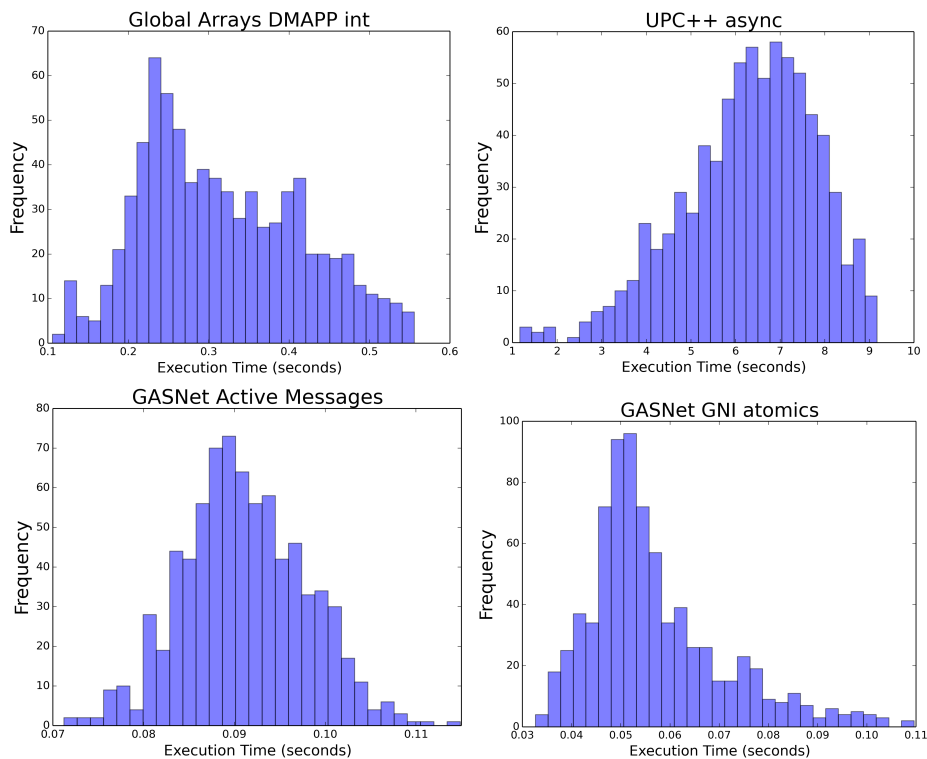 Global Arrays DMAPP int
70
60
50
40
30
20
10
0
Frequency
0.1 0.2 0.3 0.4 0.5 0.6
Execution Time (seconds)
UPC++ async
60
50
40
30
20
10
0
Frequency
1 2 3 4 5 6 7 8 9 10
Execution Time (seconds)
GASNet Active Messages
80
70
60
50
40
30
20
10
0
Frequency
0.07 0.08 0.09 0.10 0.11
Execution Time (seconds)
GASNet GNI atomics
100
80
60
40
20
0
Frequency
0.03 0.04 0.05 0.06 0.07 0.08 0.09 0.10 0.11
Execution Time (seconds)